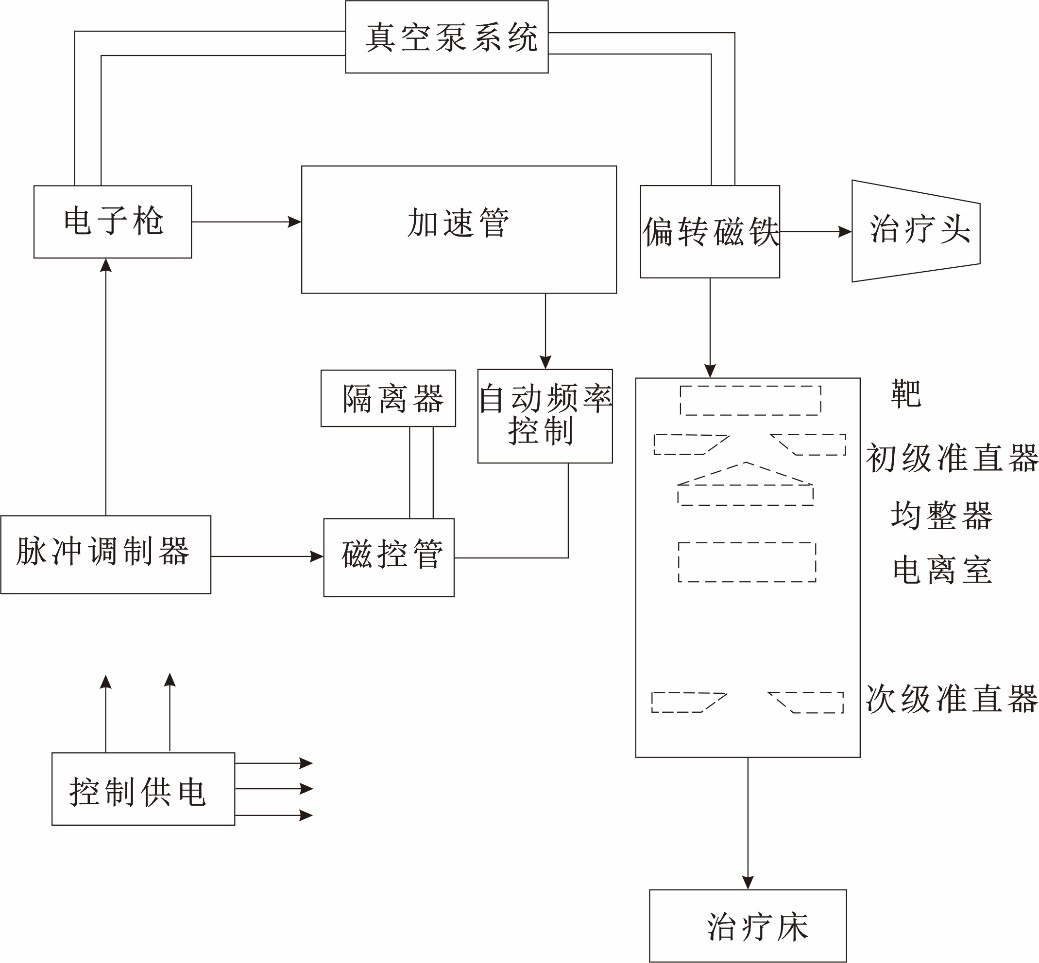 真空泵系统
电子枪
加速管
偏转磁铁
治疗头
隔离器
自动频率
控制
靶
初级准直器
均整器
脉冲调制器
磁控管
电离室
次级准直器
控制供电
治疗床